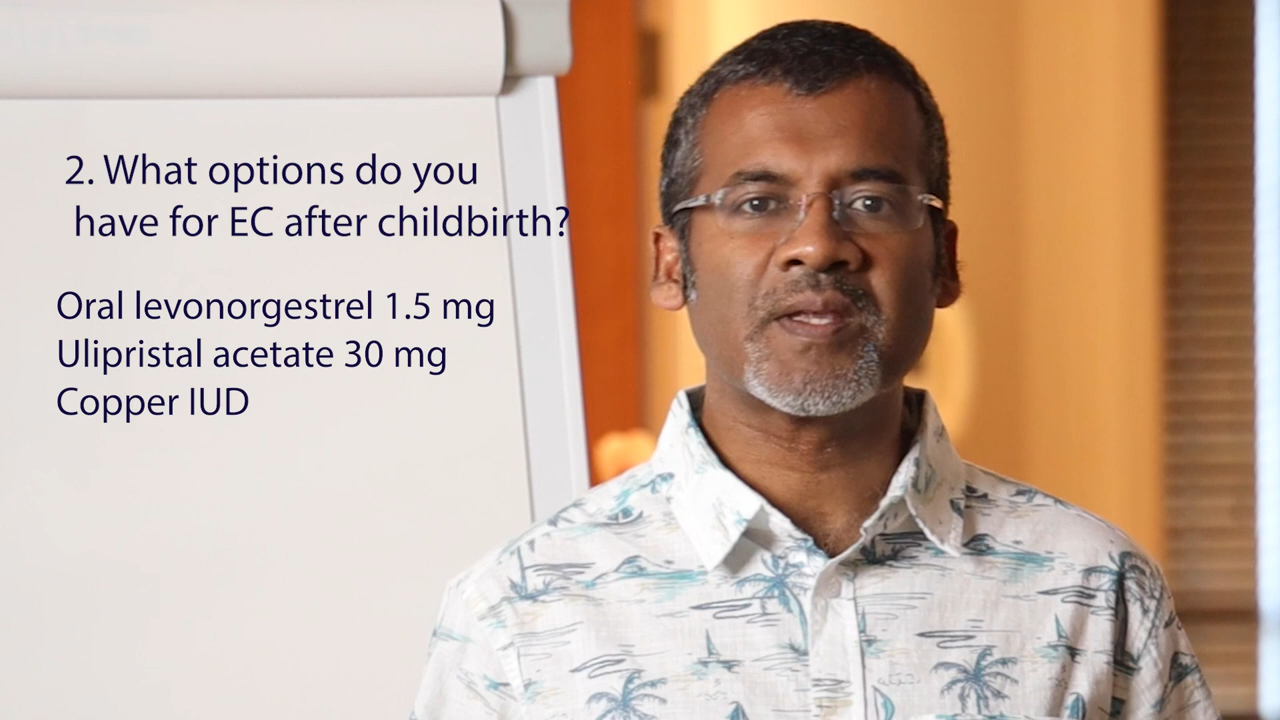 2. What options do you
have for EC after childbirth?
Oral levonorgestrel 1.5 mg
Ulipristal acetate 30 mg
Copper IUD